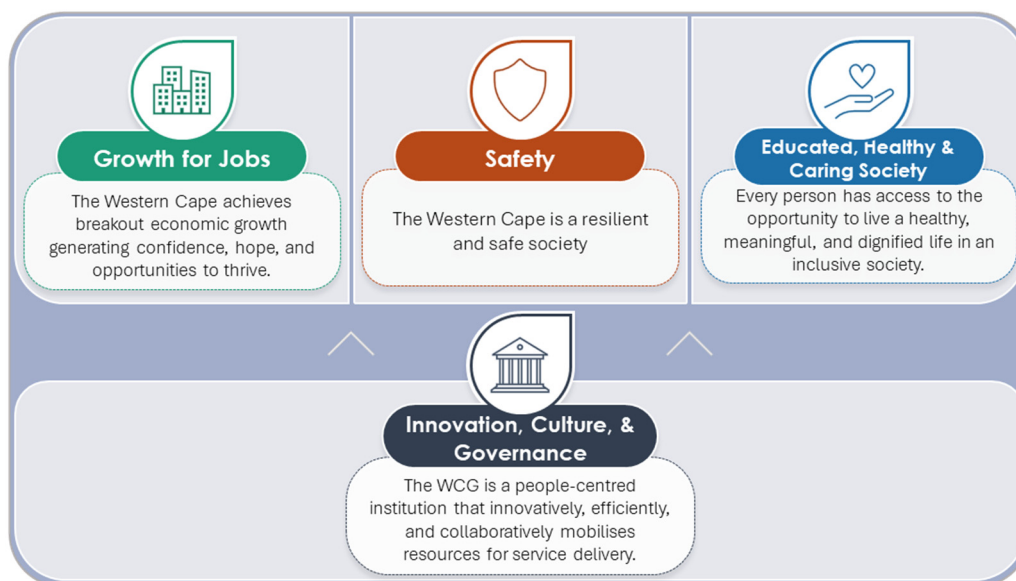 Growth for Jobs
The Western Cape achieves
breakout economic growth
generating confidence, hope, and
opportunities to thrive.
Safety
The Western Cape is a resilient
and safe society
Educated, Healthy &
Caring Society
Every person has access to the
opportunity to live a healthy,
meaningful, and dignified life in an
inclusive society.
Innovation, Culture, &
Governance
The WCG is a people-centred
institution that innovatively, efficiently,
and collaboratively mobilises
resources for service delivery.